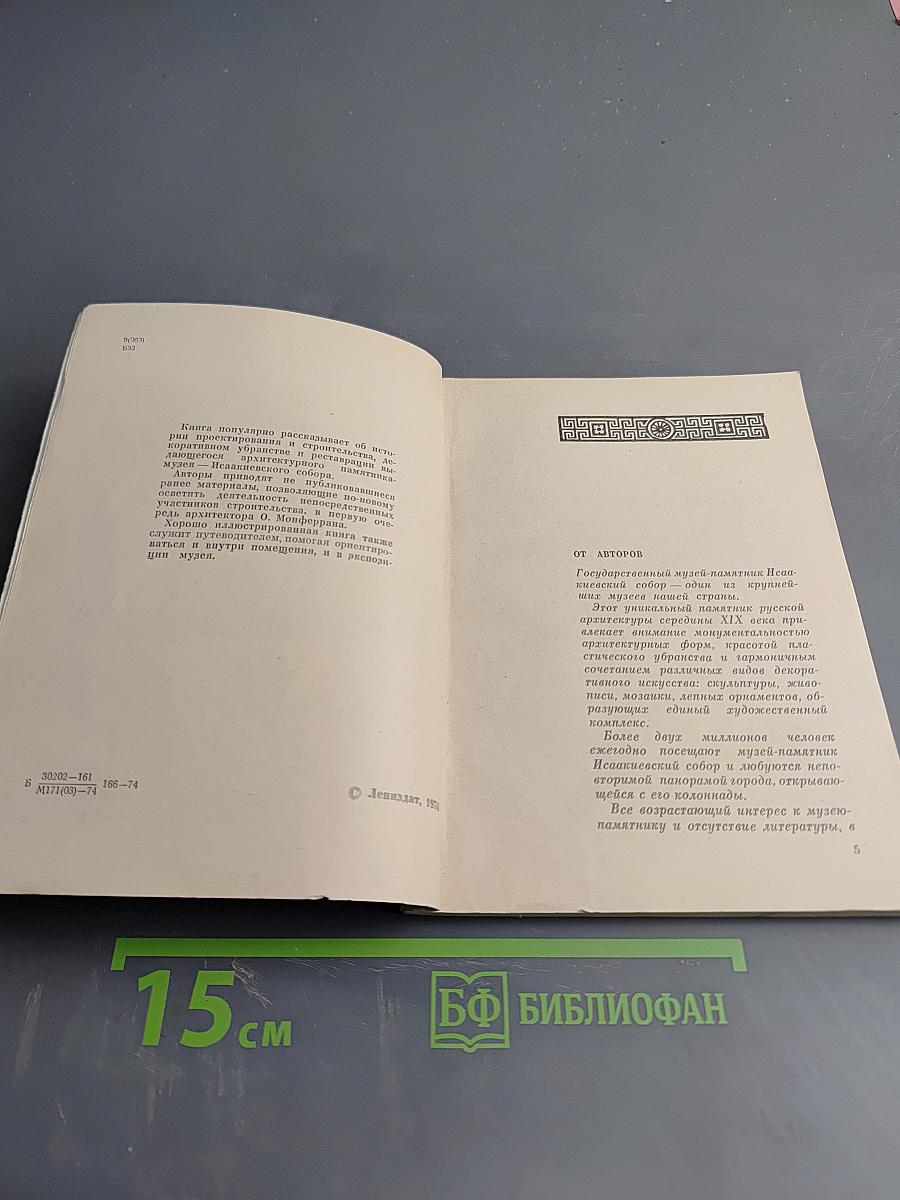 9(069)
Б93
Книга популярно рассказывает об исто-
рии проектирования и строительства, де-
коративном убранстве и реставрации вы-
дающегося архитектурного памятника-
музея — Исаакиевского собора.
Авторы приводят не публиковавшиеся
ранее материалы, позволяющие по-новому
осветить деятельность непосредственных
участников строительства, в первую оче-
редь архитектора О. Монферрана.
Хорошо иллюстрированная книга также
служит путеводителем, помогая ориентиро-
ваться и внутри помещения, и в экспози-
ции музея.
Б 30202—161
М171(03)—74 166—74
© Лениздат, 1974
ОТ АВТОРОВ
Государственный музей-памятник Исаа-
киевский собор — один из крупней-
ших музеев нашей страны.
Этот уникальный памятник русской
архитектуры середины XIX века при-
влекает внимание монументальностью
архитектурных форм, красотой пла-
стического убранства и гармоничным
сочетанием различных видов декора-
тивного искусства: скульптуры, живо-
писи, мозаики, лепных орнаментов, об-
разующих единый художественный
комплекс.
Более двух миллионов человек
ежегодно посещают музей-памятник
Исаакиевский собор и любуются непо-
вторимой панорамой города, открываю-
щейся с его колоннады.
Все возрастающий интерес к музею-
памятнику и отсутствие литературы, в
5
15 см
БФ БИБЛИОФАН